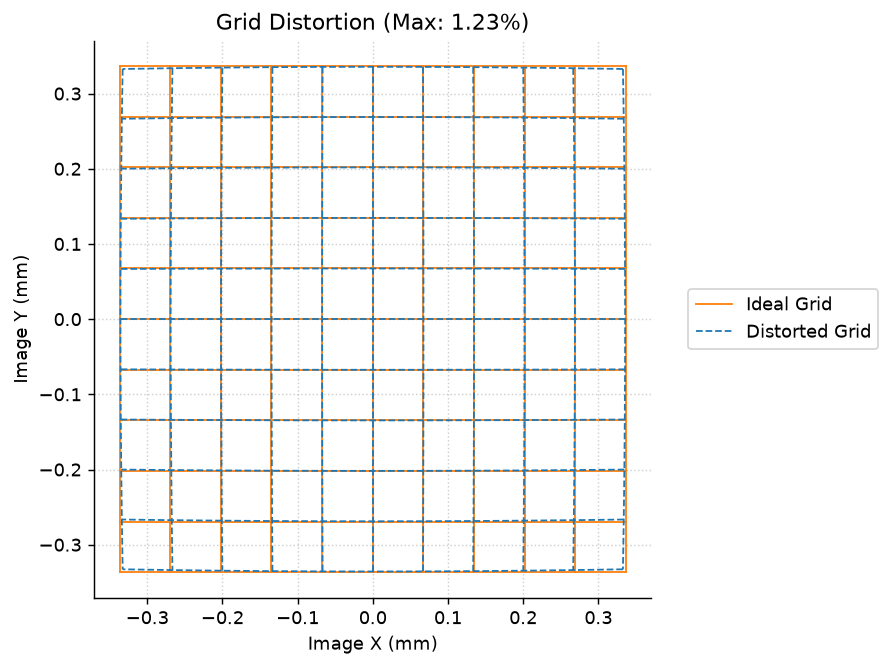 Grid Distortion (Max: 1.23%)
0.3
0.2
0.1
0.0
−0.1
−0.2
−0.3
Image Y (mm)
−0.3 −0.2 −0.1 0.0 0.1 0.2 0.3
Image X (mm)
Ideal Grid
Distorted Grid